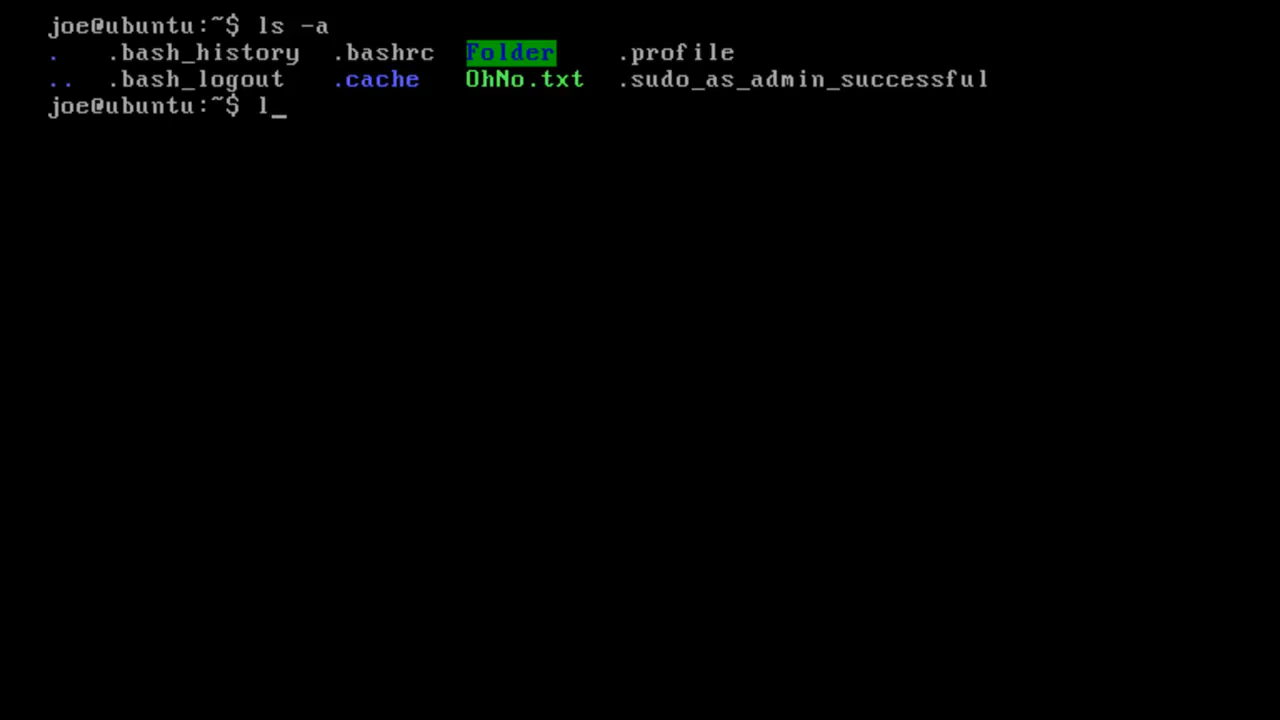 joe@ubuntu:~$ ls -a
.   .bash_history   .bashrc   Folder   .profile
..   .bash_logout   .cache   OhNo.txt   .sudo_as_admin_successful
joe@ubuntu:~$ l_